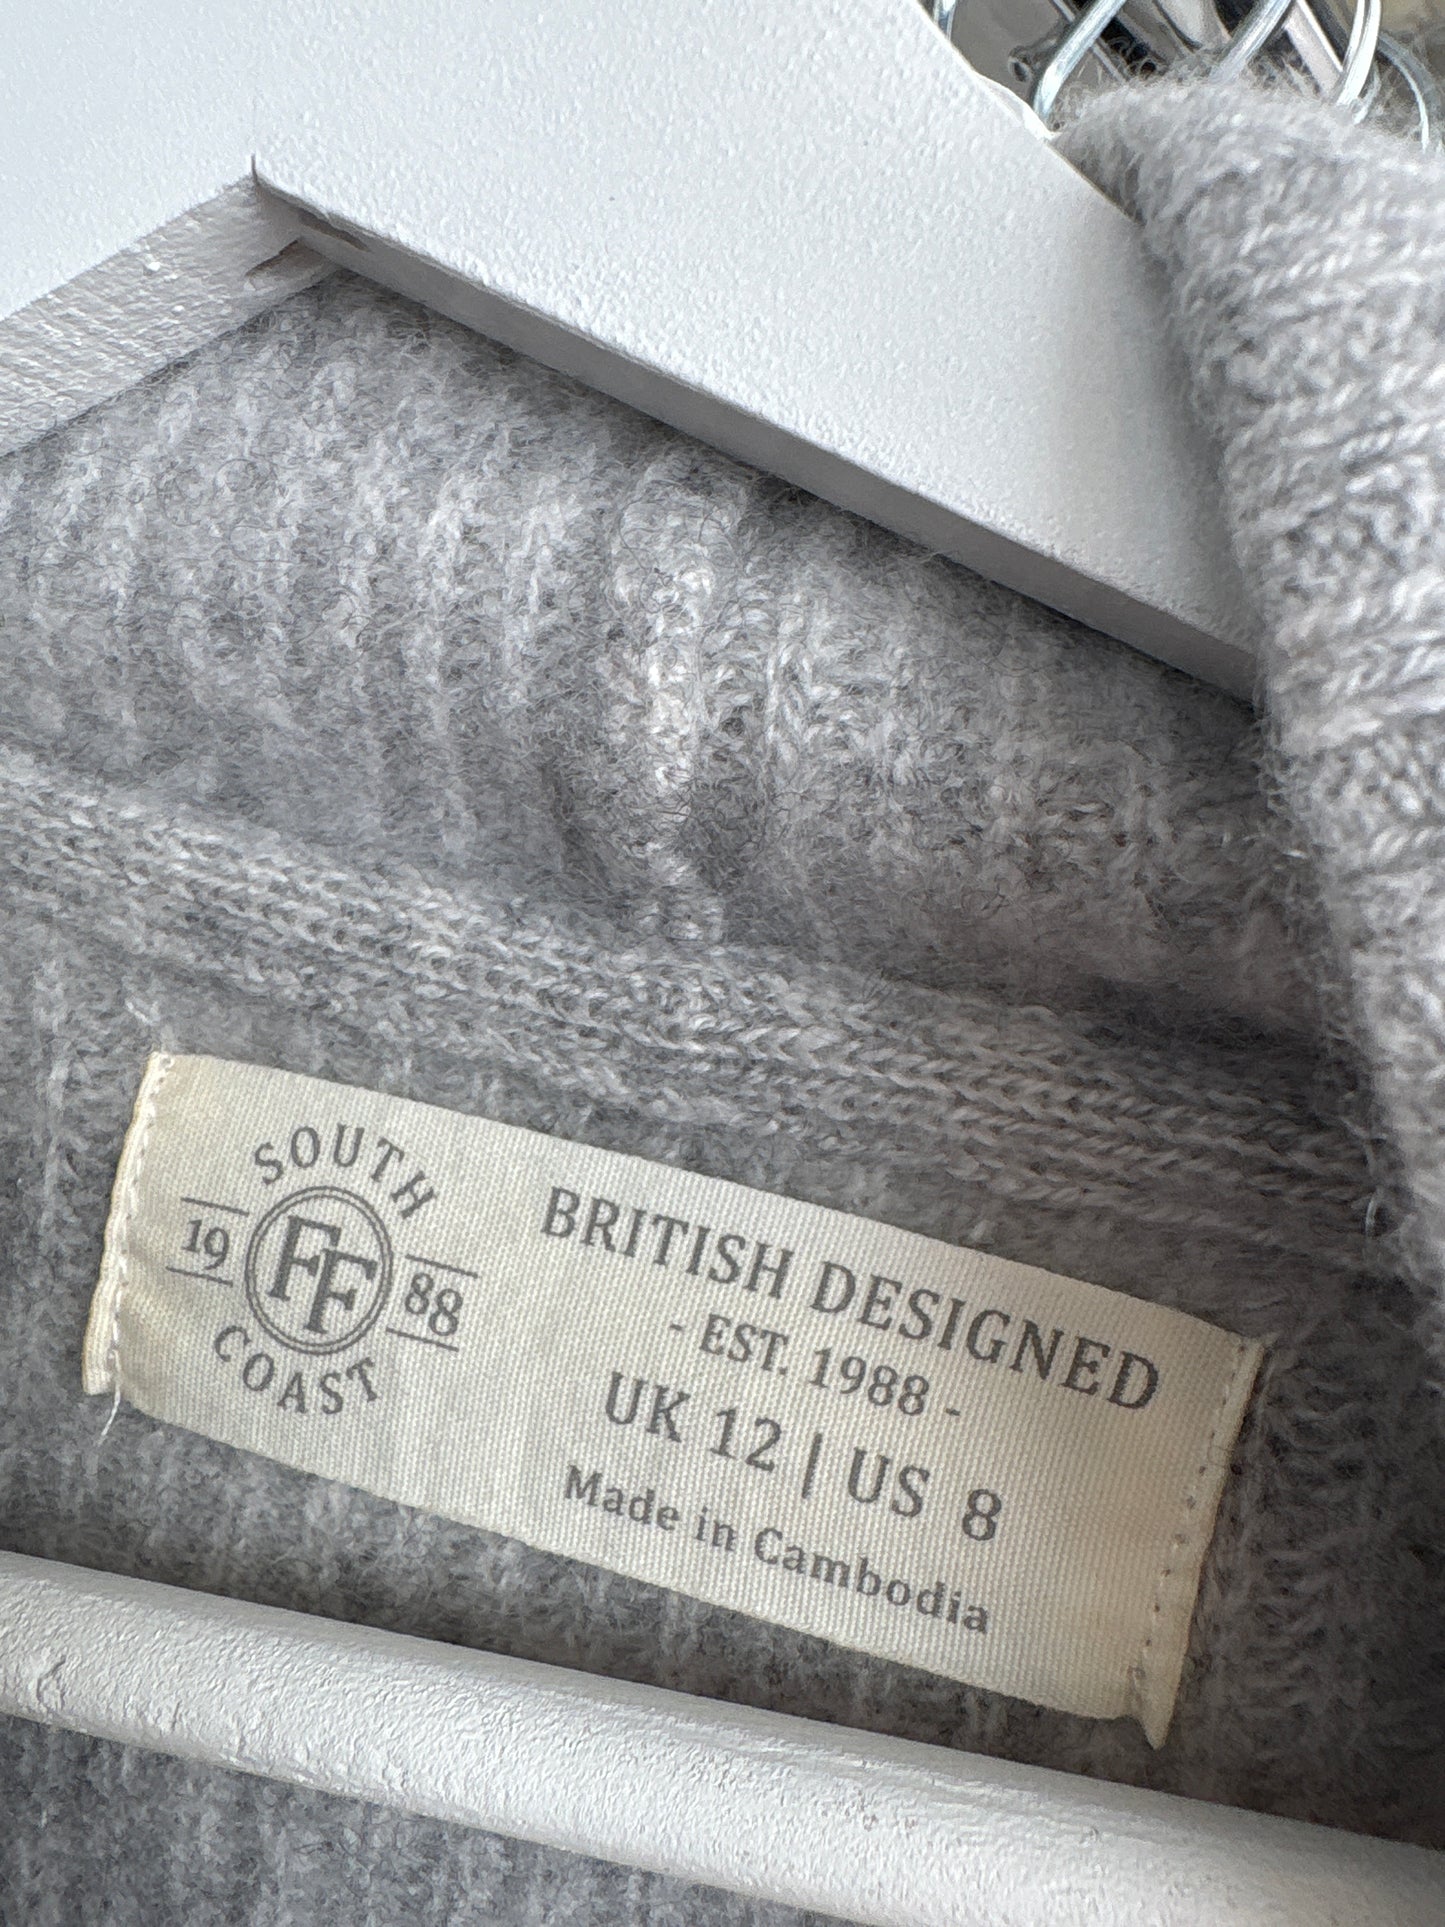 SOUTH
19 FF 88
COAST
BRITISH DESIGNED
- EST. 1988 -
UK 12 | US 8
Made in Cambodia